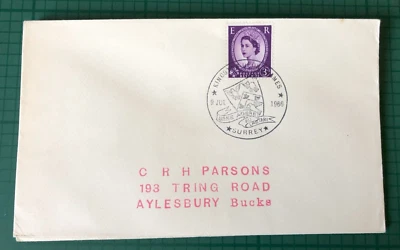 E R
9 JUL 1966
SURREY
C R H PARSONS
193 TRING ROAD
AYLESBURY Bucks